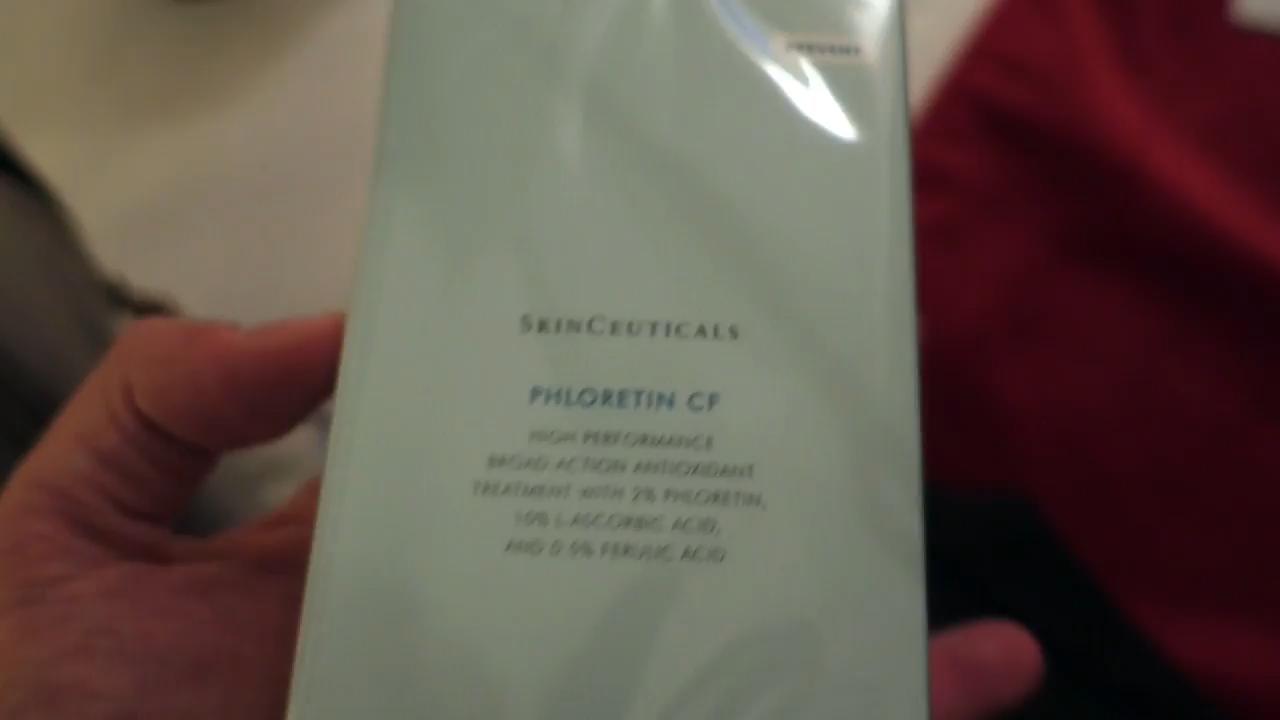 PREVENT
SKINCEUTICALS
PHLORETIN CF
HIGH PERFORMANCE
BROAD ACTION ANTIOXIDANT
TREATMENT WITH 2% PHLORETIN,
10% L-ASCORBIC ACID,
AND 0.5% FERULIC ACID